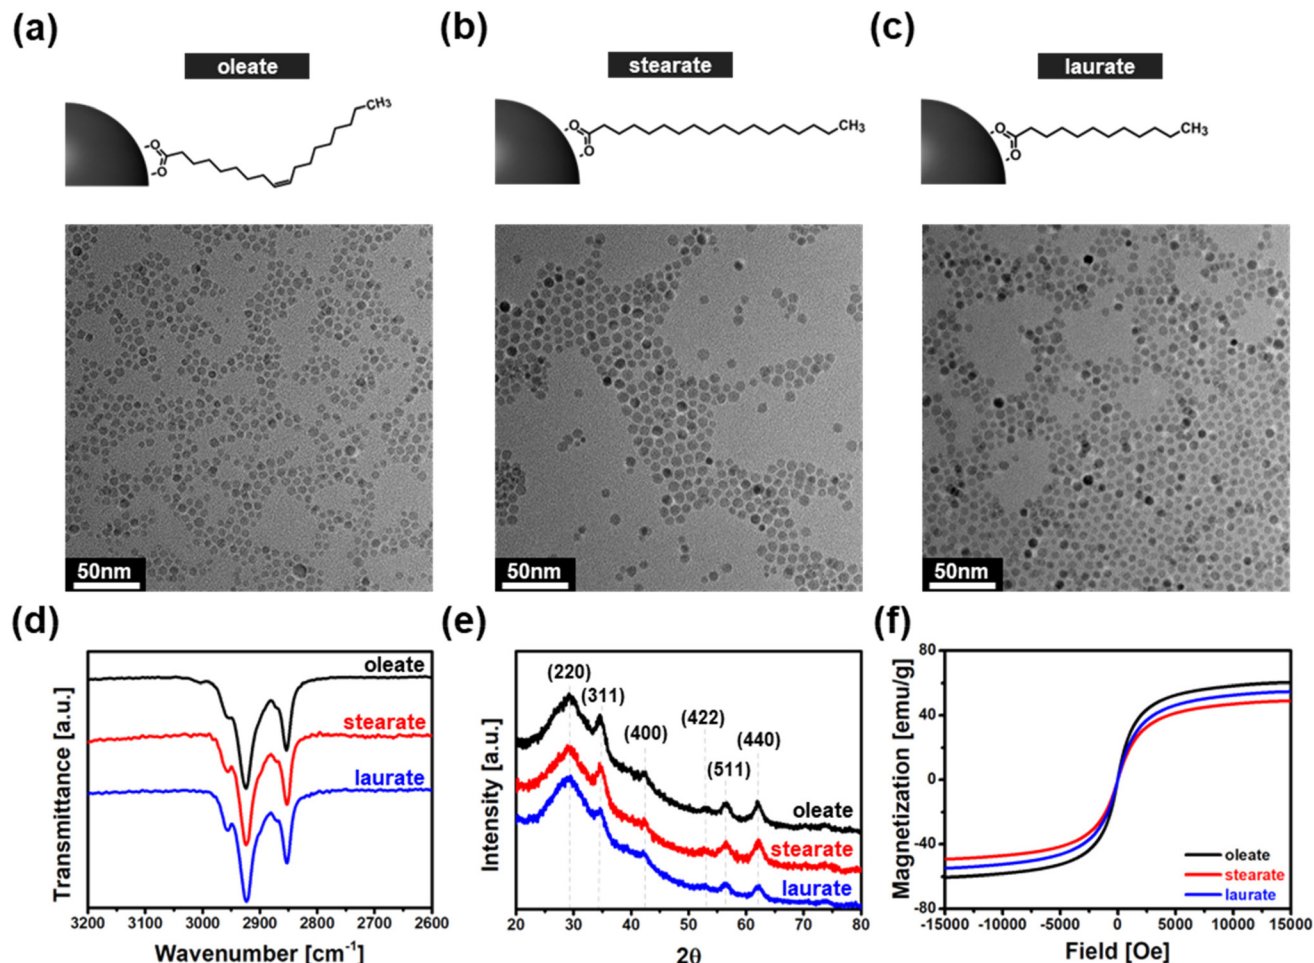 (a)
(b)
(c)
oleate
stearate
laurate
O
O
CH3
O
O
CH3
O
O
CH3
50nm
50nm
50nm
(d)
(e)
(f)
Transmittance [a.u.]
oleate
stearate
laurate
3200 3100 3000 2900 2800 2700 2600
Wavenumber [cm-1]
Intensity [a.u.]
(220)
(311)
(400)
(422)
(511)
(440)
oleate
stearate
laurate
20 30 40 50 60 70 80
2θ
Magnetization [emu/g]
80
40
0
-40
-80
oleate
stearate
laurate
-15000 -10000 -5000 0 5000 10000 15000
Field [Oe]